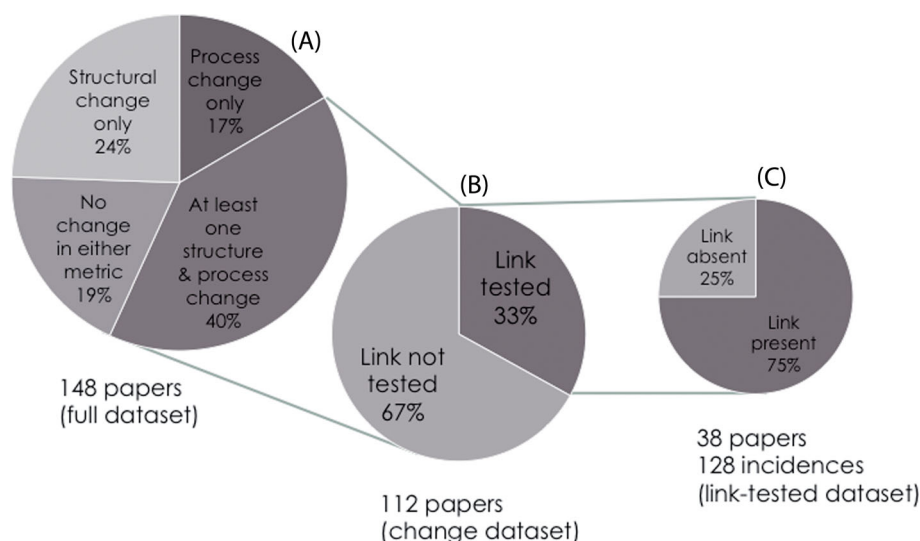 (A)
Structural
change
only
24%
Process
change
only
17%
No
change
in either
metric
19%
At least
one
structure
& process
change
40%
148 papers
(full dataset)
(B)
Link
tested
33%
Link not
tested
67%
112 papers
(change dataset)
(C)
Link
absent
25%
Link
present
75%
38 papers
128 incidences
(link-tested dataset)